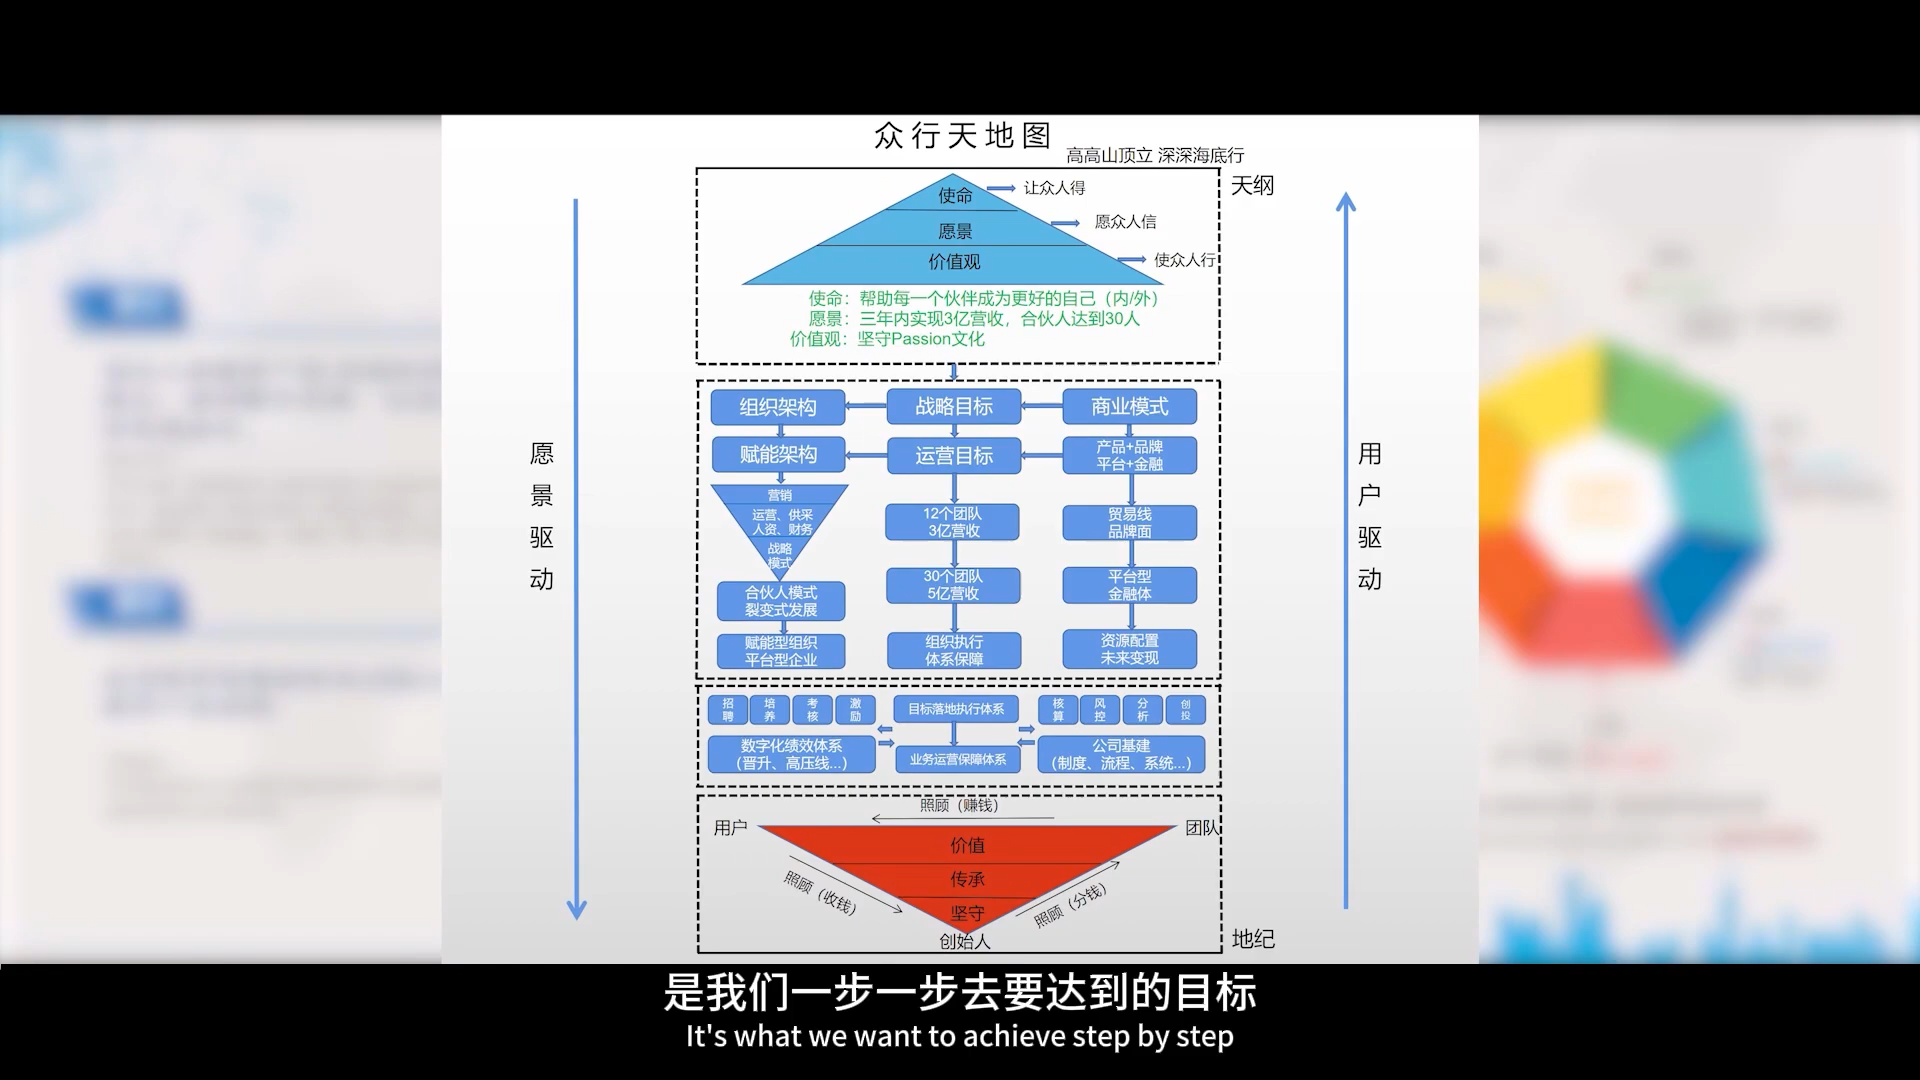 众行天地图
高高山顶立 深深海底行
天纲
使命
让众人得
愿景
愿众人信
价值观
使众人行
使命：帮助每一个伙伴成为更好的自己（内/外）
愿景：三年内实现3亿营收，合伙人达到30人
价值观：坚守Passion文化
愿景驱动
用户驱动
组织架构
战略目标
商业模式
赋能架构
运营目标
产品+品牌
平台+金融
营销
运营、供采
人资、财务
战略
模式
12个团队
3亿营收
贸易线
品牌面
合伙人模式
裂变式发展
30个团队
5亿营收
平台型
金融体
赋能型组织
平台型企业
组织执行
体系保障
资源配置
未来变现
招聘
培养
考核
激励
目标落地执行体系
核算
风控
分析
创投
数字化绩效体系
（晋升、高压线...）
业务运营保障体系
公司基建
（制度、流程、系统...）
照顾（赚钱）
用户
团队
价值
传承
坚守
照顾（收钱）
照顾（分钱）
创始人
地纪
是我们一步一步去要达到的目标
It's what we want to achieve step by step